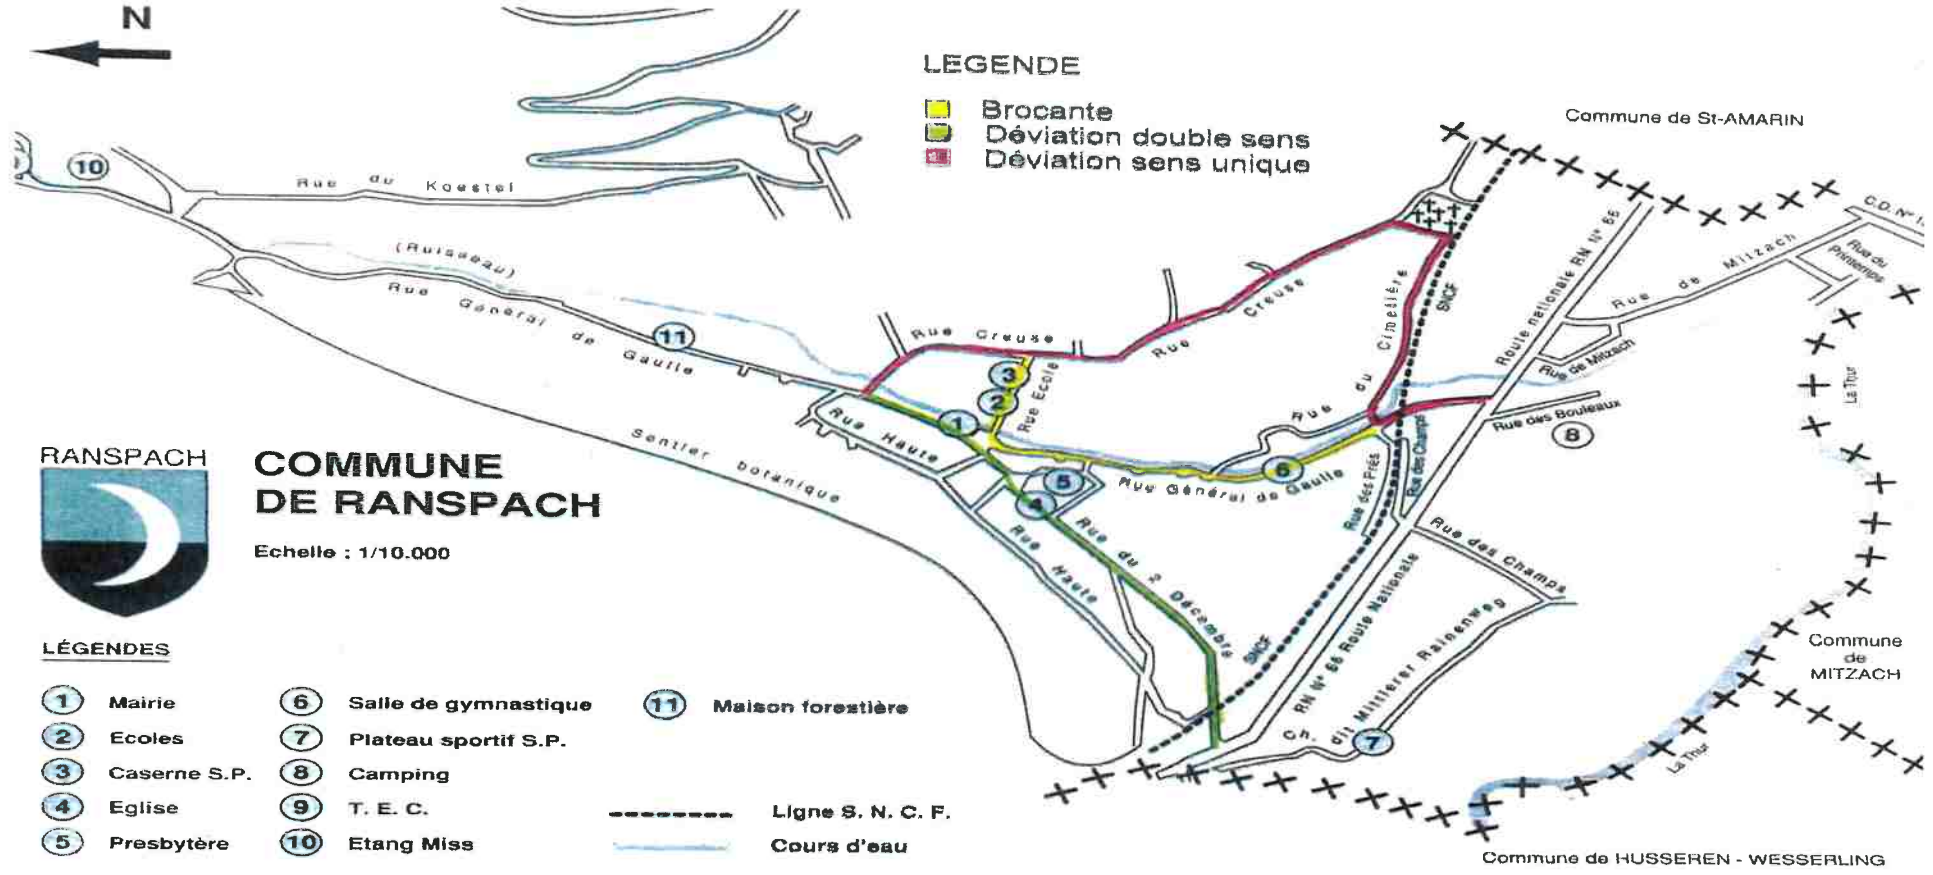 N
LEGENDE
Brocante
Déviation double sens
Déviation sens unique
Commune de St-AMARIN
10
Rue du Koestel
(Ruisseau)
Rue Général de Gaulle
11
Rue Creuse
Rue Creuse
Rue du Cimetière
SNCF
Route nationale RN N° 66
Rue de Mitzach
C.D. N°
Rue du
Printemps
La Thur
3
2
1
Rue Ecole
Rue de Mitzach
Rue des Bouleaux
8
Rue Haute
Sentier botanique
5
4
6
Rue Général de Gaulle
Rue des Prés
Rue des Champs
Rue des Champs
Rue du 2 Décembre
Rue Haute
SNCF
RN N° 66 Route Nationale
Ch. dit Mittlerer Rainenweg
7
Commune
de
MITZACH
La Thur
Commune de HUSSEREN - WESSERLING
RANSPACH
COMMUNE
DE RANSPACH
Echelle : 1/10.000
LÉGENDES
1 Mairie
2 Ecoles
3 Caserne S.P.
4 Eglise
5 Presbytère
6 Salle de gymnastique
7 Plateau sportif S.P.
8 Camping
9 T. E. C.
10 Etang Miss
11 Maison forestière
Ligne S. N. C. F.
Cours d'eau